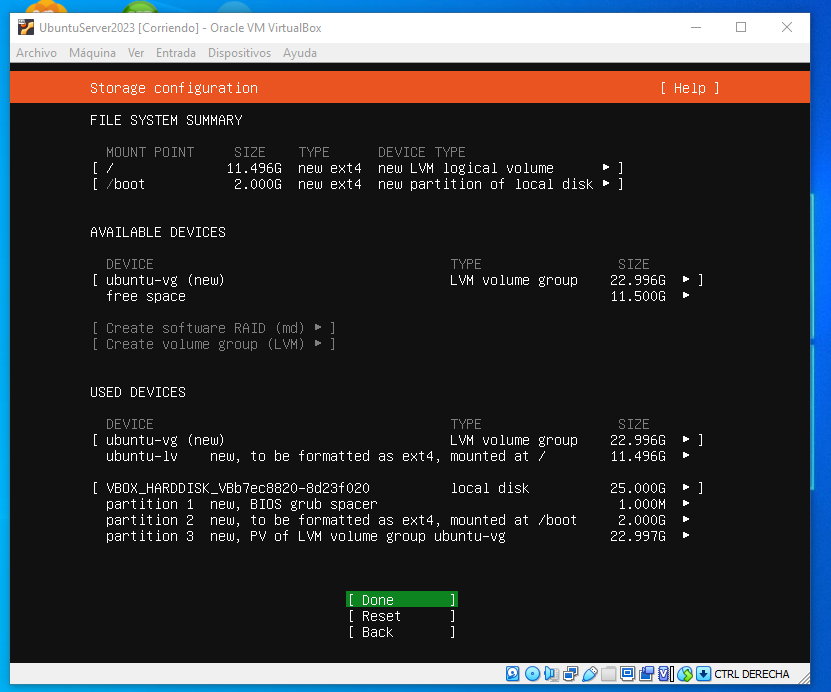 UbuntuServer2023 [Corriendo] - Oracle VM VirtualBox
Archivo Máquina Ver Entrada Dispositivos Ayuda
Storage configuration [ Help ]
FILE SYSTEM SUMMARY
MOUNT POINT SIZE TYPE DEVICE TYPE
[ / 11.496G new ext4 new LVM logical volume ▸ ]
[ /boot 2.000G new ext4 new partition of local disk ▸ ]
AVAILABLE DEVICES
DEVICE TYPE SIZE
[ ubuntu-vg (new) LVM volume group 22.996G ▸ ]
free space 11.500G ▸
[ Create software RAID (md) ▸ ]
[ Create volume group (LVM) ▸ ]
USED DEVICES
DEVICE TYPE SIZE
[ ubuntu-vg (new) LVM volume group 22.996G ▸ ]
ubuntu-lv new, to be formatted as ext4, mounted at / 11.496G ▸
[ VBOX_HARDDISK_VBb7ec8820-8d23f020 local disk 25.000G ▸ ]
partition 1 new, BIOS grub spacer 1.000M ▸
partition 2 new, to be formatted as ext4, mounted at /boot 2.000G ▸
partition 3 new, PV of LVM volume group ubuntu-vg 22.997G ▸
[ Done ]
[ Reset ]
[ Back ]
CTRL DERECHA